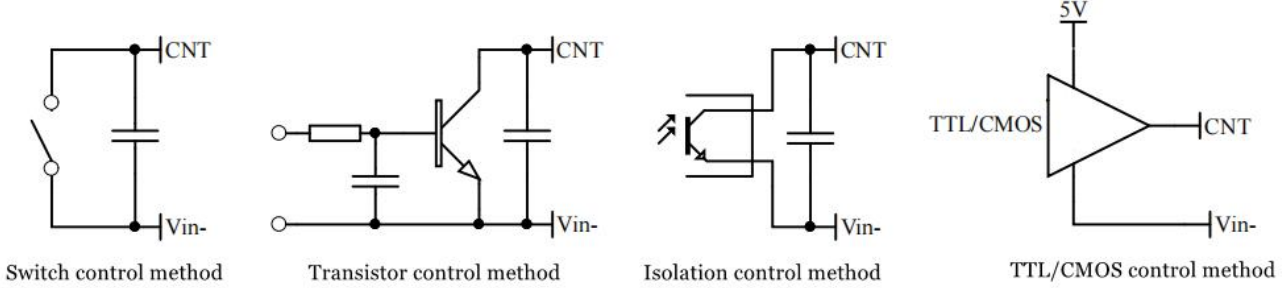 CNT
Vin-
Switch control method
CNT
Vin-
Transistor control method
CNT
Vin-
Isolation control method
5V
TTL/CMOS
CNT
Vin-
TTL/CMOS control method